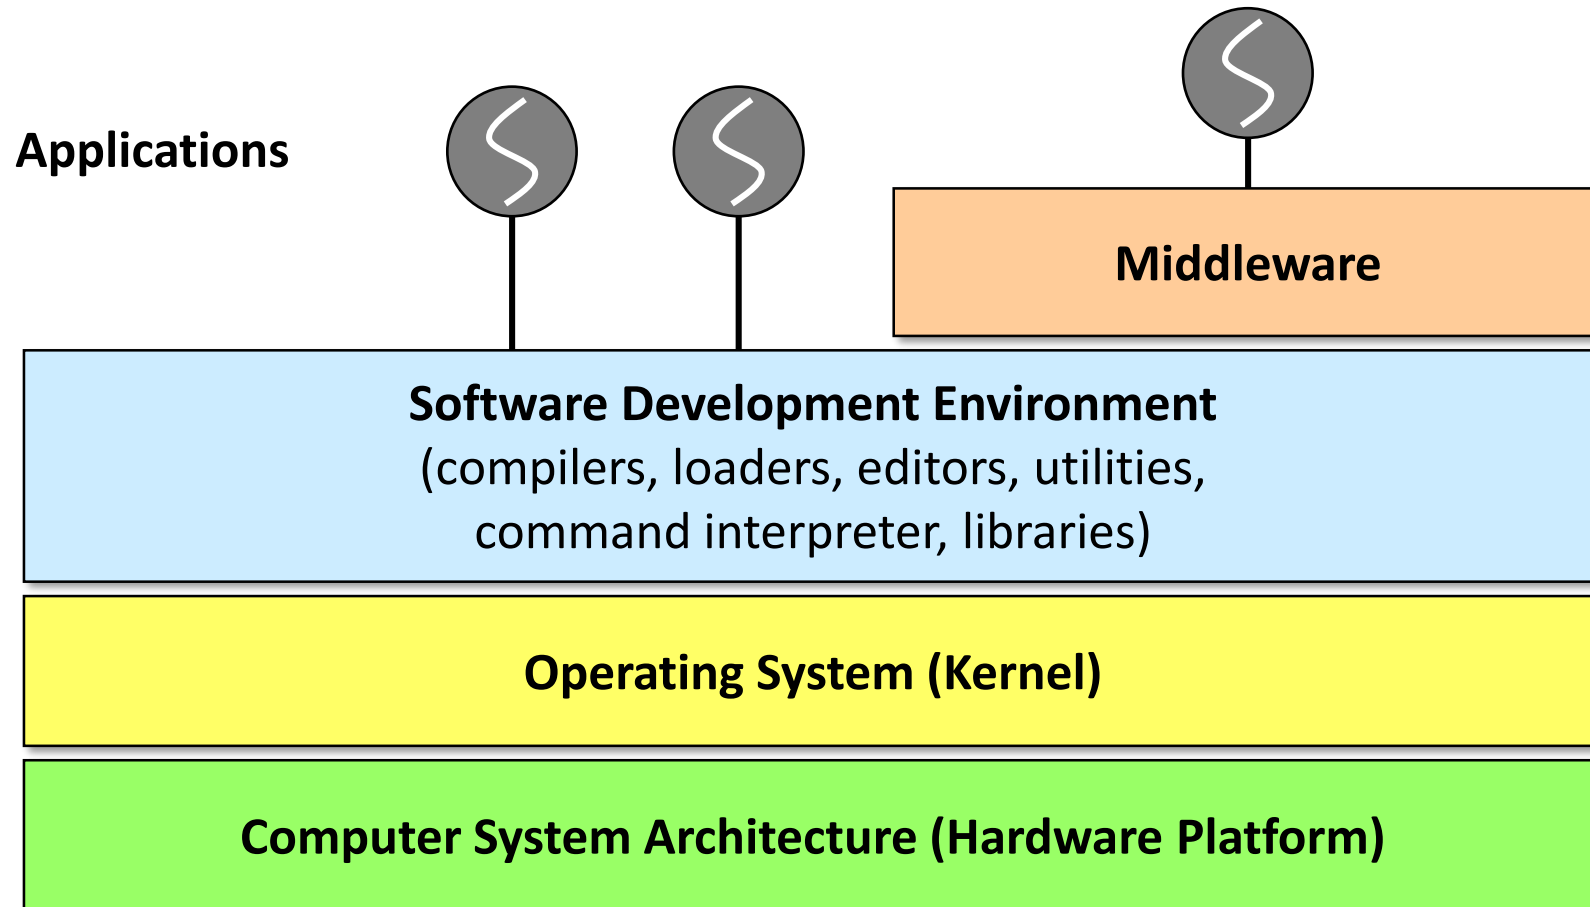 Applications
Middleware
Software Development Environment
(compilers, loaders, editors, utilities,
command interpreter, libraries)
Operating System (Kernel)
Computer System Architecture (Hardware Platform)